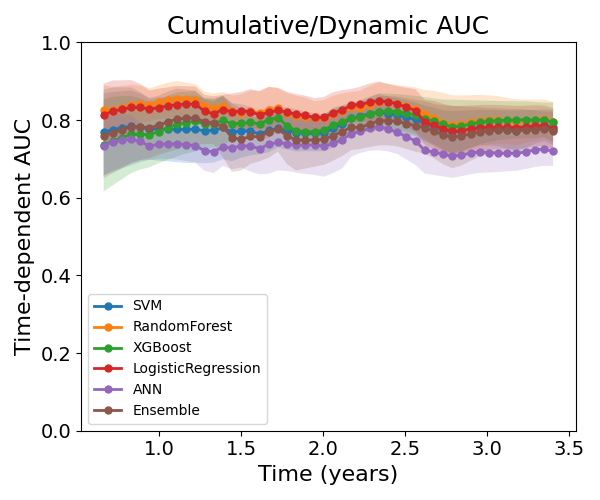 Cumulative/Dynamic AUC
Time-dependent AUC
1.0
0.8
0.6
0.4
0.2
0.0
SVM
RandomForest
XGBoost
LogisticRegression
ANN
Ensemble
1.0 1.5 2.0 2.5 3.0 3.5
Time (years)